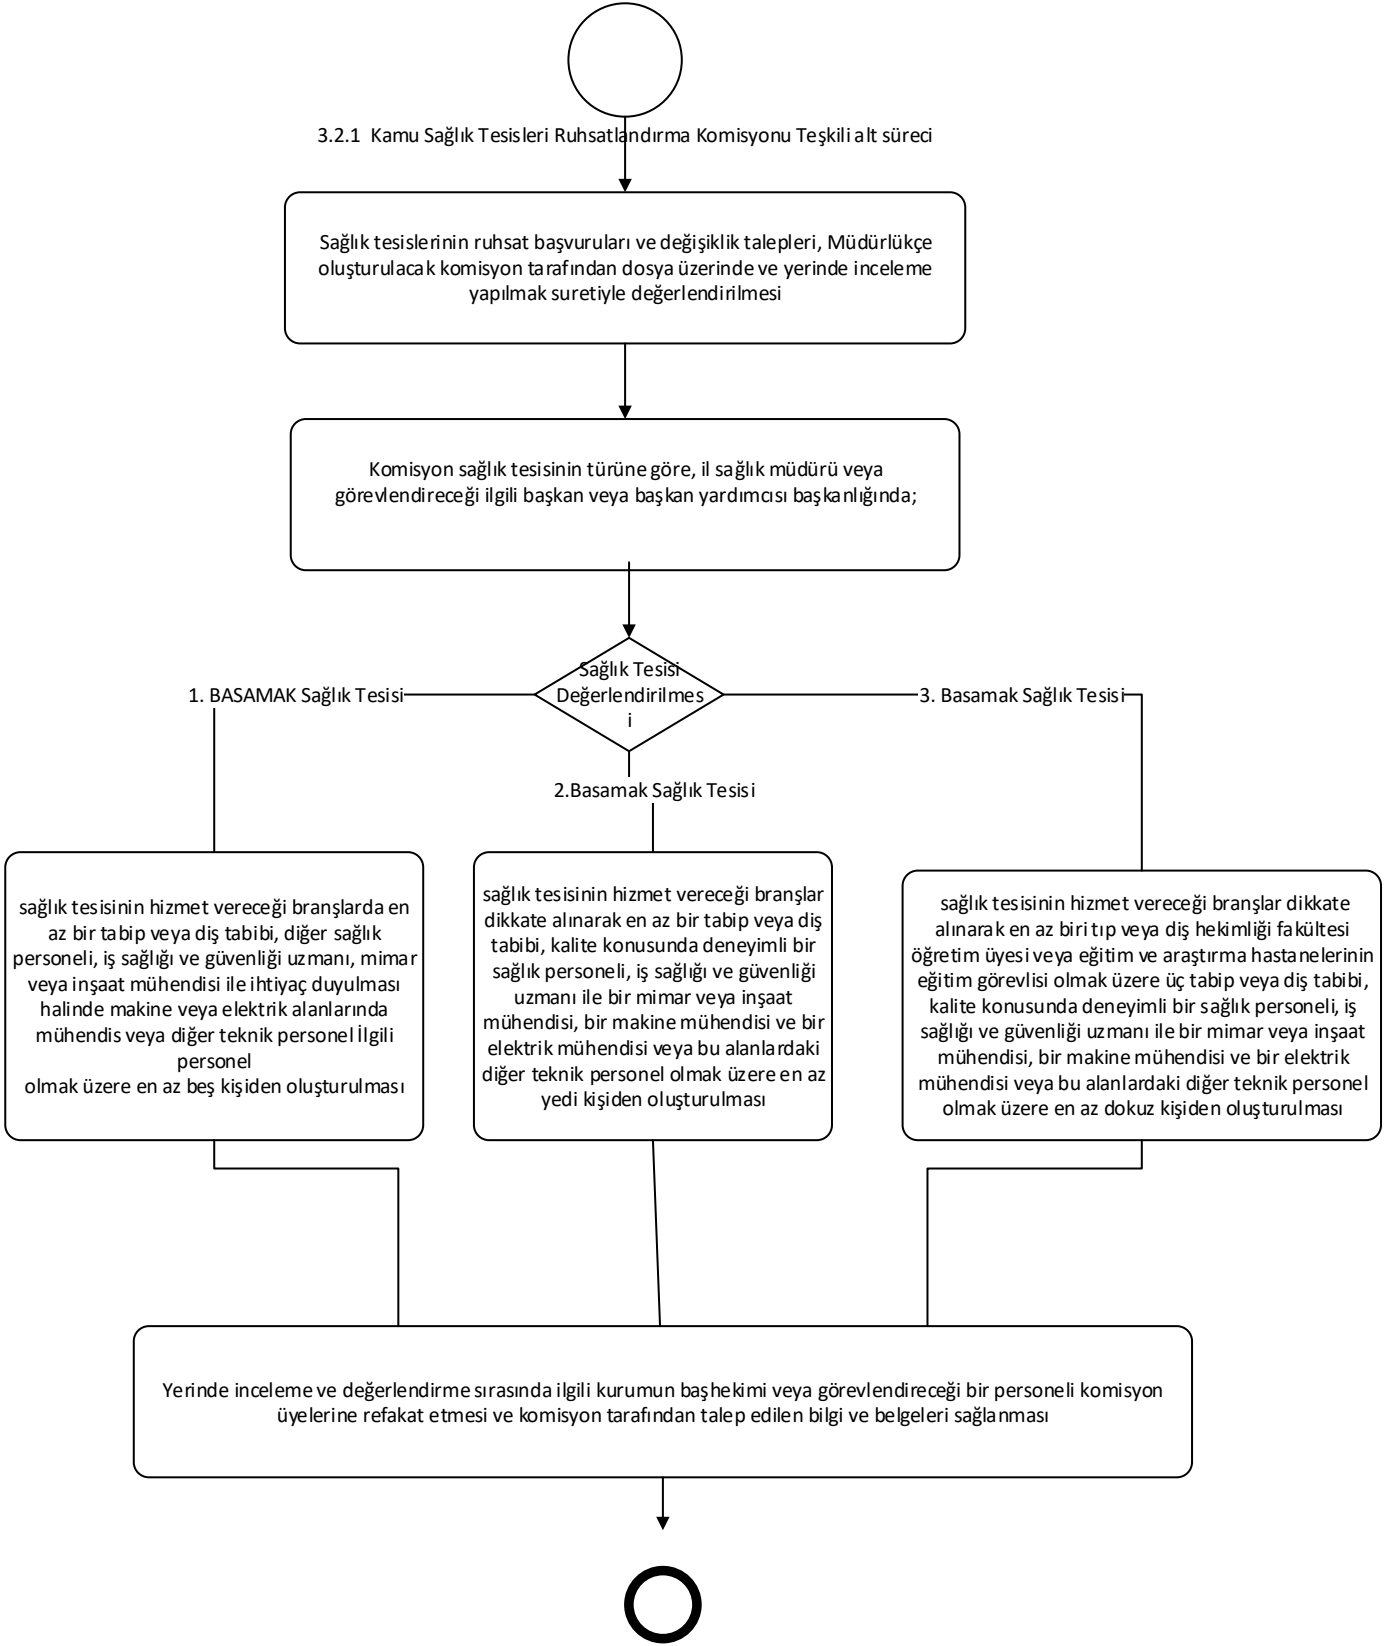 3.2.1 Kamu Sağlık Tesisleri Ruhsatlandırma Komisyonu Teşkili alt süreci
Sağlık tesislerinin ruhsat başvuruları ve değişiklik talepleri, Müdürlükçe
oluşturulacak komisyon tarafından dosya üzerinde ve yerinde inceleme
yapılmak suretiyle değerlendirilmesi
Komisyon sağlık tesisinin türüne göre, il sağlık müdürü veya
görevlendireceği ilgili başkan veya başkan yardımcısı başkanlığında;
Sağlık Tesisi
Değerlendirilmes
i
1. BASAMAK Sağlık Tesisi
3. Basamak Sağlık Tesisi
2.Basamak Sağlık Tesisi
sağlık tesisinin hizmet vereceği branşlarda en
az bir tabip veya diş tabibi, diğer sağlık
personeli, iş sağlığı ve güvenliği uzmanı, mimar
veya inşaat mühendisi ile ihtiyaç duyulması
halinde makine veya elektrik alanlarında
mühendis veya diğer teknik personel İlgili
personel
olmak üzere en az beş kişiden oluşturulması
sağlık tesisinin hizmet vereceği branşlar
dikkate alınarak en az bir tabip veya diş
tabibi, kalite konusunda deneyimli bir
sağlık personeli, iş sağlığı ve güvenliği
uzmanı ile bir mimar veya inşaat
mühendisi, bir makine mühendisi ve bir
elektrik mühendisi veya bu alanlardaki
diğer teknik personel olmak üzere en az
yedi kişiden oluşturulması
sağlık tesisinin hizmet vereceği branşlar dikkate
alınarak en az biri tıp veya diş hekimliği fakültesi
öğretim üyesi veya eğitim ve araştırma hastanelerinin
eğitim görevlisi olmak üzere üç tabip veya diş tabibi,
kalite konusunda deneyimli bir sağlık personeli, iş
sağlığı ve güvenliği uzmanı ile bir mimar veya inşaat
mühendisi, bir makine mühendisi ve bir elektrik
mühendisi veya bu alanlardaki diğer teknik personel
olmak üzere en az dokuz kişiden oluşturulması
Yerinde inceleme ve değerlendirme sırasında ilgili kurumun başhekimi veya görevlendireceği bir personeli komisyon
üyelerine refakat etmesi ve komisyon tarafından talep edilen bilgi ve belgeleri sağlanması